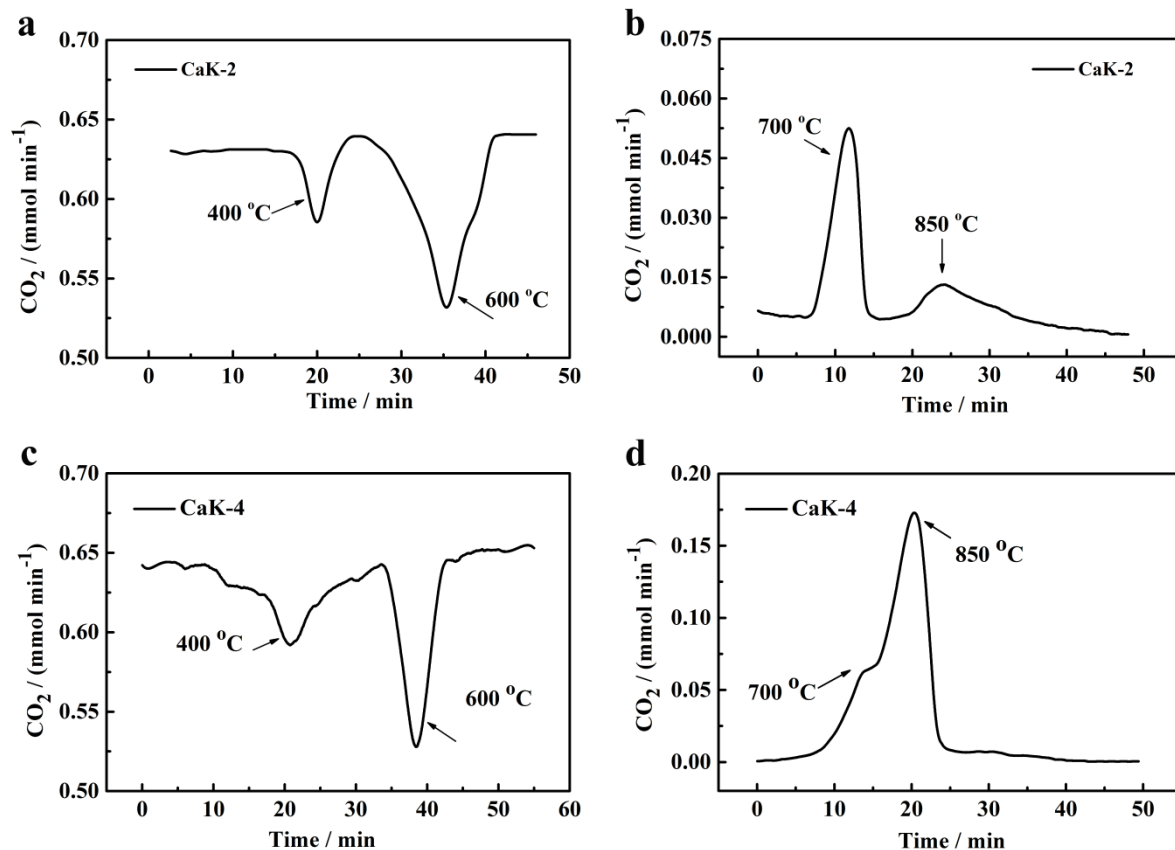 a
CaK-2
0.70
0.65
0.60
0.55
0.50
400 °C
600 °C
0 10 20 30 40 50
Time / min
CO₂ / (mmol min⁻¹)
b
CaK-2
0.075
0.060
0.045
0.030
0.015
0.000
700 °C
850 °C
0 10 20 30 40 50
Time / min
CO₂ / (mmol min⁻¹)
c
CaK-4
0.70
0.65
0.60
0.55
0.50
400 °C
600 °C
0 10 20 30 40 50 60
Time / min
CO₂ / (mmol min⁻¹)
d
CaK-4
0.20
0.15
0.10
0.05
0.00
850 °C
700 °C
0 10 20 30 40 50
Time / min
CO₂ / (mmol min⁻¹)